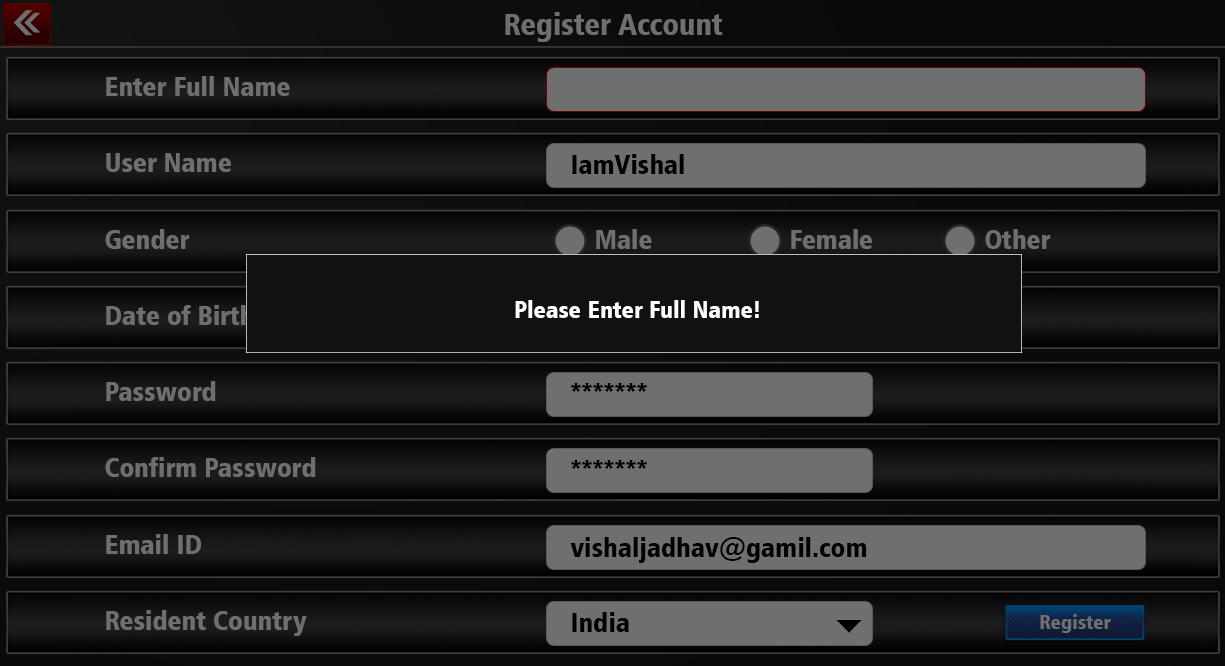 Register Account
Enter Full Name
User Name IamVishal
Gender Male Female Other
Please Enter Full Name!
Date of Birth
Password *******
Confirm Password *******
Email ID vishaljadhav@gamil.com
Resident Country India Register